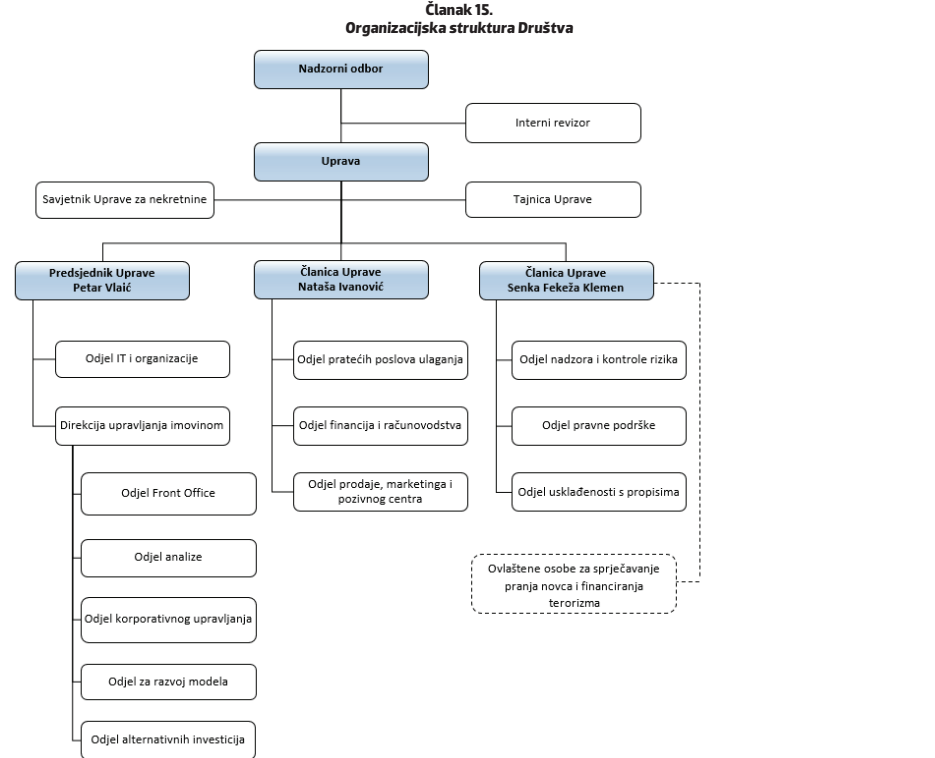 Članak 15.
Organizacijska struktura Društva
Nadzorni odbor
Interni revizor
Uprava
Savjetnik Uprave za nekretnine
Tajnica Uprave
Predsjednik Uprave
Petar Vlaić
Članica Uprave
Nataša Ivanović
Članica Uprave
Senka Fekeža Klemen
Odjel IT i organizacije
Direkcija upravljanja imovinom
Odjel Front Office
Odjel analize
Odjel korporativnog upravljanja
Odjel za razvoj modela
Odjel alternativnih investicija
Odjel pratećih poslova ulaganja
Odjel financija i računovodstva
Odjel prodaje, marketinga i
pozivnog centra
Odjel nadzora i kontrole rizika
Odjel pravne podrške
Odjel usklađenosti s propisima
Ovlaštene osobe za sprječavanje
pranja novca i financiranja
terorizma